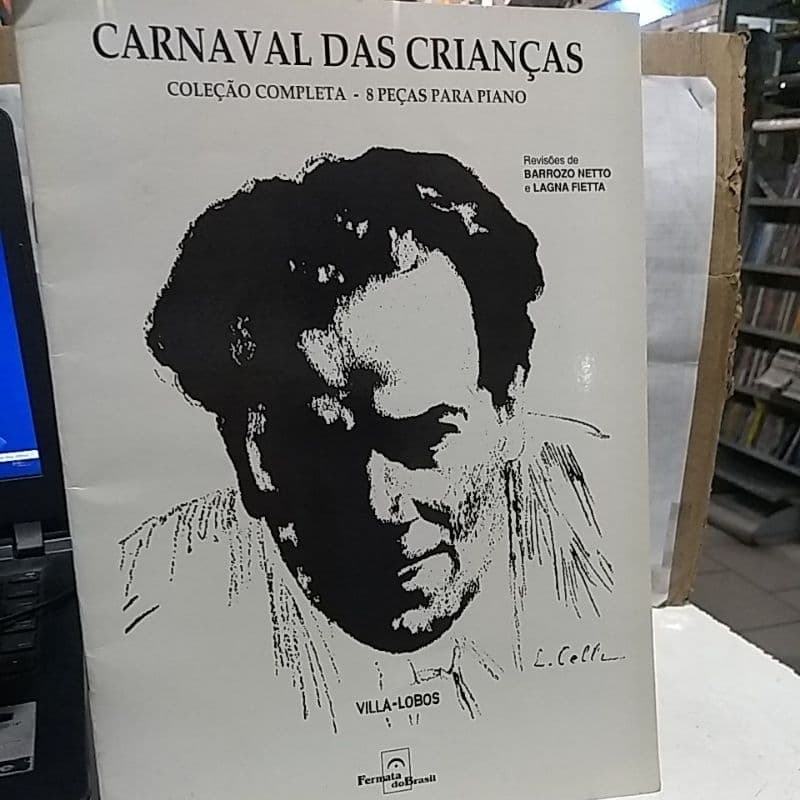 CARNAVAL DAS CRIANÇAS
COLEÇÃO COMPLETA - 8 PEÇAS PARA PIANO
Revisões de
BARROZO NETTO
e LAGNA FIETTA
VILLA-LOBOS
Fermata
do Brasil